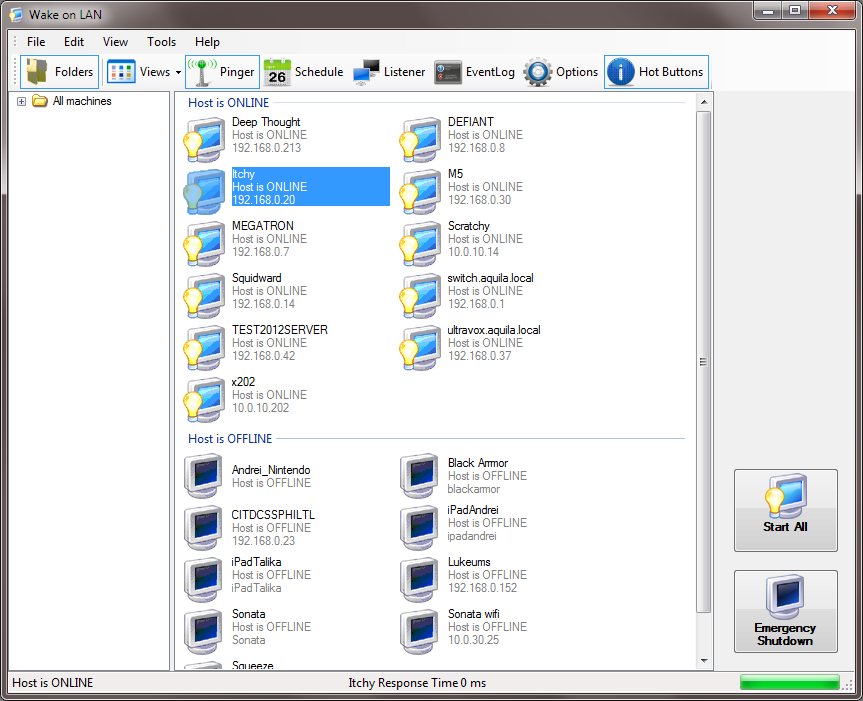 Wake on LAN
File Edit View Tools Help
Folders Views Pinger 26 Schedule Listener EventLog Options Hot Buttons
All machines
Host is ONLINE
Deep Thought
Host is ONLINE
192.168.0.213
DEFIANT
Host is ONLINE
192.168.0.8
Itchy
Host is ONLINE
192.168.0.20
M5
Host is ONLINE
192.168.0.30
MEGATRON
Host is ONLINE
192.168.0.7
Scratchy
Host is ONLINE
10.0.10.14
Squidward
Host is ONLINE
192.168.0.14
switch.aquila.local
Host is ONLINE
192.168.0.1
TEST2012SERVER
Host is ONLINE
192.168.0.42
ultravox.aquila.local
Host is ONLINE
192.168.0.37
x202
Host is ONLINE
10.0.10.202
Host is OFFLINE
Andrei_Nintendo
Host is OFFLINE
Black Armor
Host is OFFLINE
blackarmor
CITDCSSPHILTL
Host is OFFLINE
192.168.0.23
iPadAndrei
Host is OFFLINE
ipadandrei
iPadTalika
Host is OFFLINE
iPadTalika
Lukeums
Host is OFFLINE
192.168.0.152
Sonata
Host is OFFLINE
Sonata
Sonata wifi
Host is OFFLINE
10.0.30.25
Squeeze
Start All
Emergency
Shutdown
Host is ONLINE
Itchy Response Time 0 ms